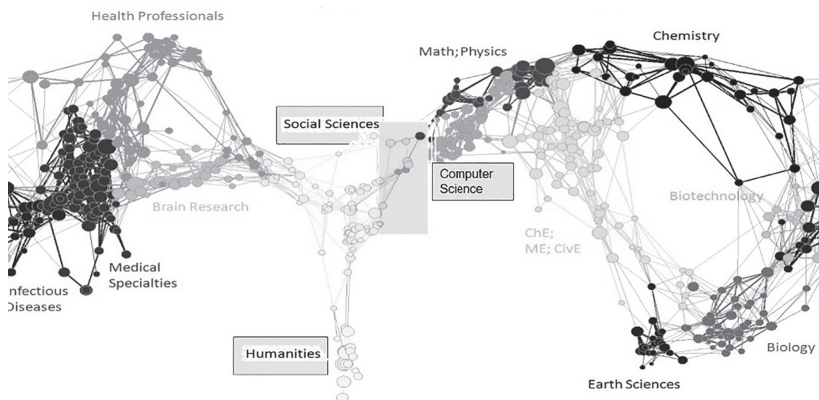 Health Professionals
Math;Physics
Chemistry
Social Sciences
Computer
Science
Brain Research
Biotechnology
ChE;
ME; CivE
Medical
Specialties
nfectious
Diseases
Humanities
Biology
Earth Sciences